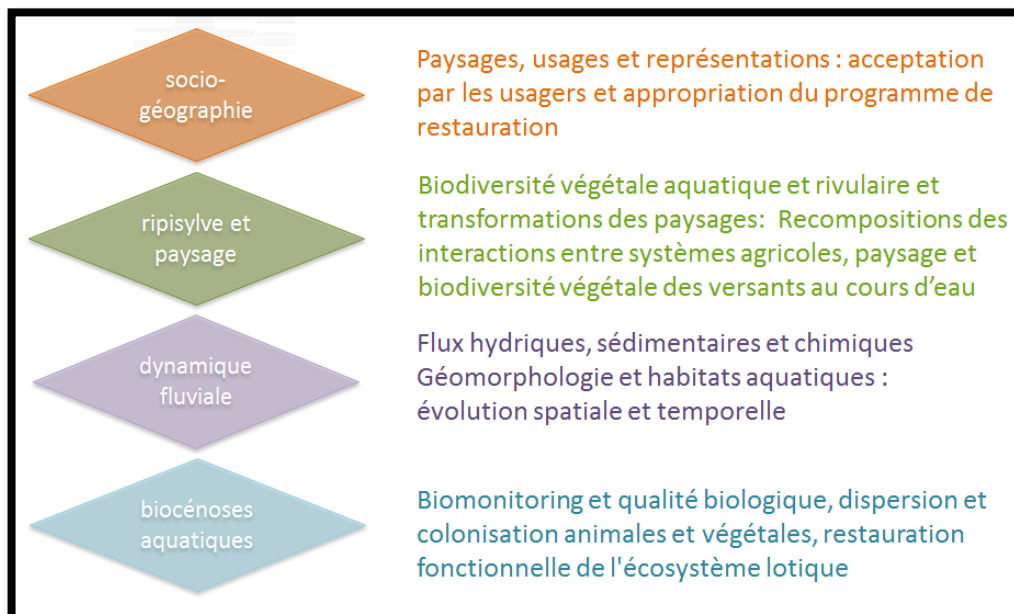 socio-
géographie
Paysages, usages et représentations : acceptation
par les usagers et appropriation du programme de
restauration
ripisylve et
paysage
Biodiversité végétale aquatique et rivulaire et
transformations des paysages:  Recompositions des
interactions entre systèmes agricoles, paysage et
biodiversité végétale des versants au cours d’eau
dynamique
fluviale
Flux hydriques, sédimentaires et chimiques
Géomorphologie et habitats aquatiques :
évolution spatiale et temporelle
biocénoses
aquatiques
Biomonitoring et qualité biologique, dispersion et
colonisation animales et végétales, restauration
fonctionnelle de l'écosystème lotique